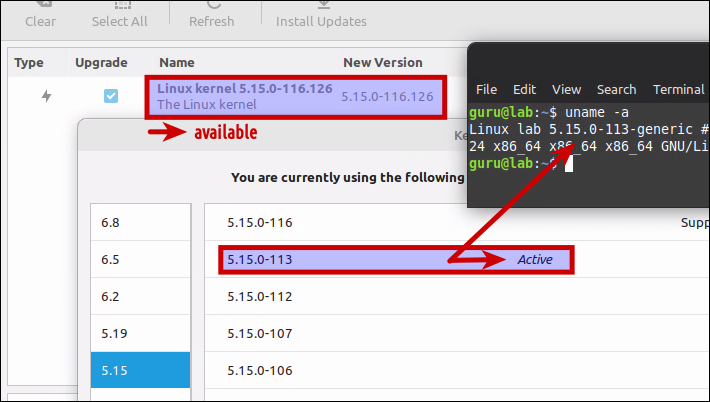 Clear
Select All
Refresh
Install Updates
Type
Upgrade
Name
New Version
Linux kernel 5.15.0-116.126
The Linux kernel
5.15.0-116.126
available
File Edit View Search Terminal
guru@lab:~$ uname -a
Linux lab 5.15.0-113-generic #
24 x86_64 x86_64 x86_64 GNU/Li
guru@lab:~$
You are currently using the following
6.8
6.5
6.2
5.19
5.15
5.15.0-116
5.15.0-113
Active
5.15.0-112
5.15.0-107
5.15.0-106